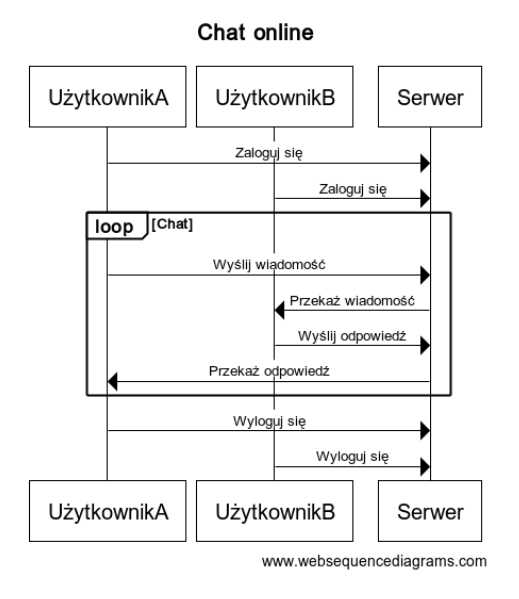 Chat online
UżytkownikA
UżytkownikB
Serwer
Zaloguj się
Zaloguj się
loop
[Chat]
Wyślij wiadomość
Przekaż wiadomość
Wyślij odpowiedź
Przekaż odpowiedź
Wyloguj się
Wyloguj się
UżytkownikA
UżytkownikB
Serwer
www.websequencediagrams.com